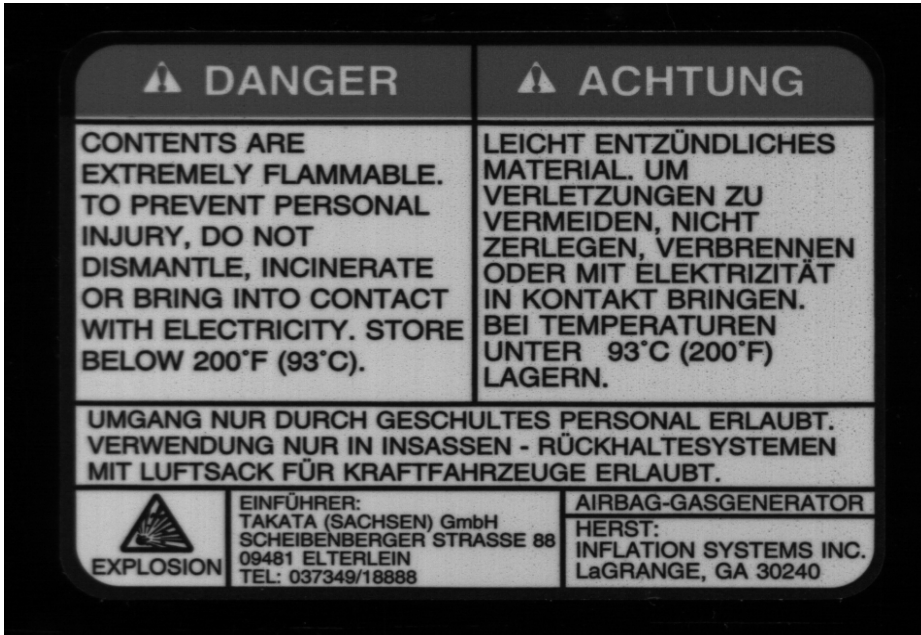 DANGER
CONTENTS ARE
EXTREMELY FLAMMABLE.
TO PREVENT PERSONAL
INJURY, DO NOT
DISMANTLE, INCINERATE
OR BRING INTO CONTACT
WITH ELECTRICITY. STORE
BELOW 200°F (93°C).
ACHTUNG
LEICHT ENTZÜNDLICHES
MATERIAL. UM
VERLETZUNGEN ZU
VERMEIDEN, NICHT
ZERLEGEN, VERBRENNEN
ODER MIT ELEKTRIZITÄT
IN KONTAKT BRINGEN.
BEI TEMPERATUREN
UNTER 93°C (200°F)
LAGERN.
UMGANG NUR DURCH GESCHULTES PERSONAL ERLAUBT.
VERWENDUNG NUR IN INSASSEN - RÜCKHALTESYSTEMEN
MIT LUFTSACK FÜR KRAFTFAHRZEUGE ERLAUBT.
EXPLOSION
EINFÜHRER:
TAKATA (SACHSEN) GmbH
SCHEIBENBERGER STRASSE 88
09481 ELTERLEIN
TEL: 037349/18888
AIRBAG-GASGENERATOR
HERST:
INFLATION SYSTEMS INC.
LaGRANGE, GA 30240